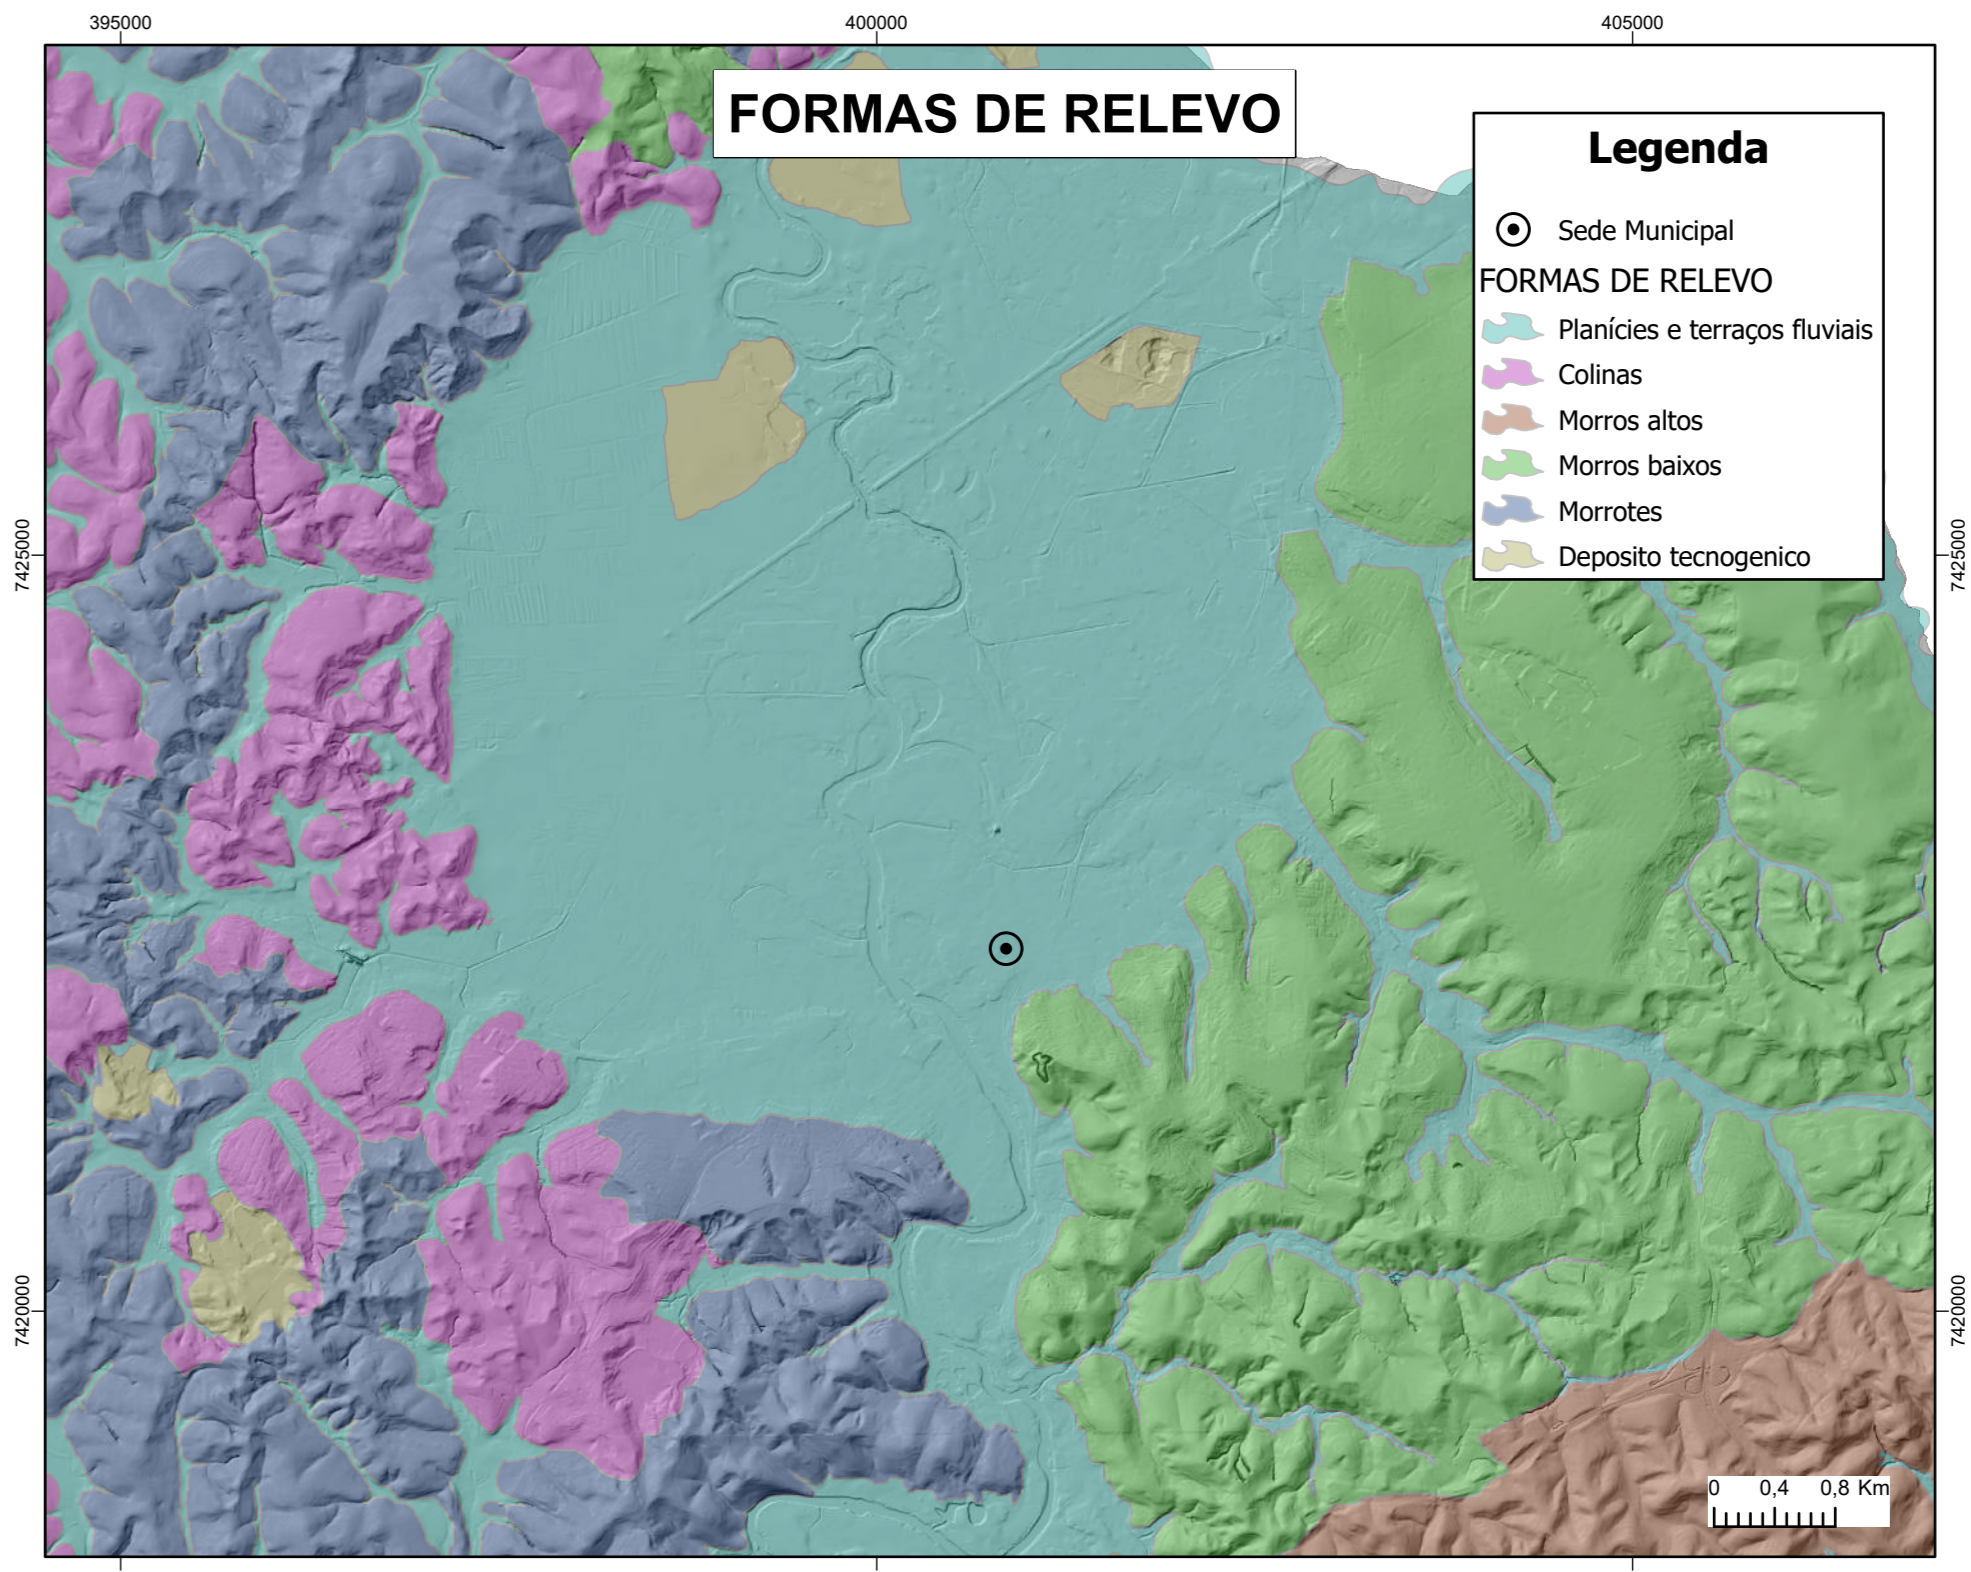 395000
400000
405000
FORMAS DE RELEVO
Legenda
Sede Municipal
FORMAS DE RELEVO
Planícies e terraços fluviais
Colinas
Morros altos
Morros baixos
Morrotes
Deposito tecnogenico
7425000
7425000
7420000
7420000
0 0,4 0,8 Km